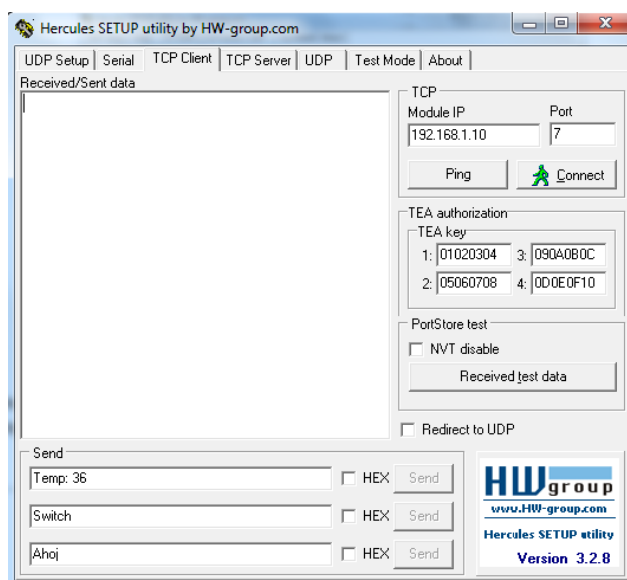 Hercules SETUP utility by HW-group.com
UDP Setup Serial TCP Client TCP Server UDP Test Mode About
Received/Sent data
TCP
Module IP Port
192.168.1.10 7
Ping Connect
TEA authorization
TEA key
1: 01020304 3: 090A0B0C
2: 05060708 4: 0D0E0F10
PortStore test
NVT disable
Received test data
Redirect to UDP
Send
Temp: 36 HEX Send
Switch HEX Send
Ahoj HEX Send
HWgroup
www.HW-group.com
Hercules SETUP utility
Version 3.2.8